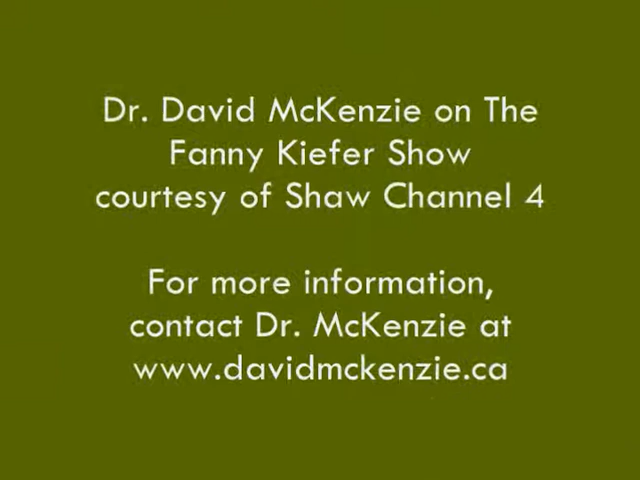 Dr. David McKenzie on The
Fanny Kiefer Show
courtesy of Shaw Channel 4
For more information,
contact Dr. McKenzie at
www.davidmckenzie.ca